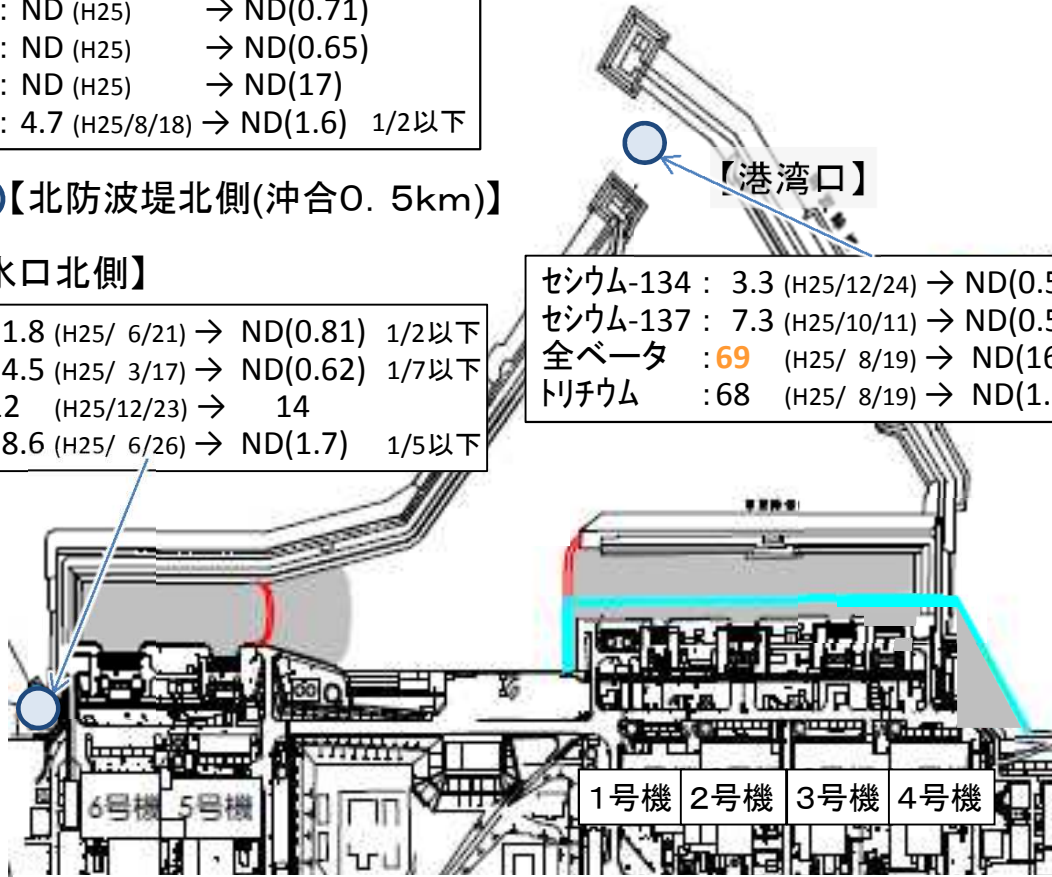 : ND (H25) → ND(0.71)
: ND (H25) → ND(0.65)
: ND (H25) → ND(17)
: 4.7 (H25/8/18) → ND(1.6) 1/2以下
【港湾口】
【北防波堤北側(沖合0．5km)】
水口北側】
1.8 (H25/ 6/21) → ND(0.81) 1/2以下
4.5 (H25/ 3/17) → ND(0.62) 1/7以下
12 (H25/12/23) → 14
8.6 (H25/ 6/26) → ND(1.7) 1/5以下
セシウム-134 : 3.3 (H25/12/24) → ND(0.5
セシウム-137 : 7.3 (H25/10/11) → ND(0.5
全ベータ :69 (H25/ 8/19) → ND(16
トリチウム :68 (H25/ 8/19) → ND(1.
6号機 5号機
1号機 2号機 3号機 4号機